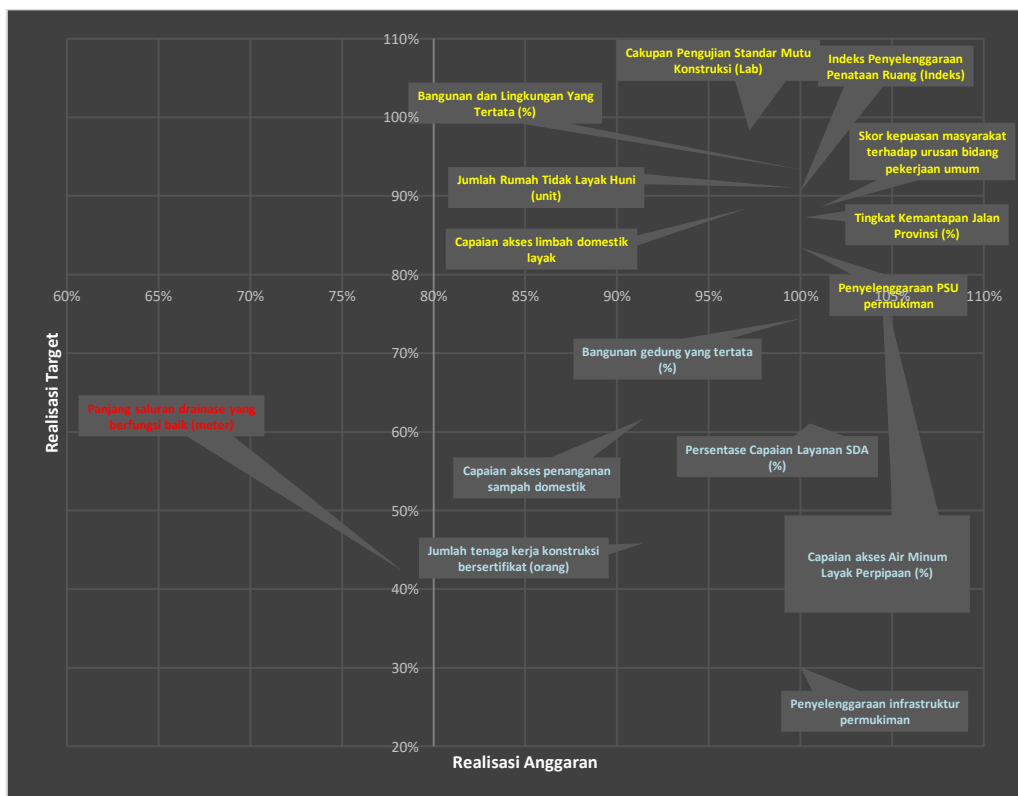 110%
Cakupan Pengujian Standar Mutu
Konstruksi (Lab)
Indeks Penyelenggaraan
Penataan Ruang (Indeks)
Bangunan dan Lingkungan Yang
Tertata (%)
100%
Skor kepuasan masyarakat
terhadap urusan bidang
pekerjaan umum
90%
Jumlah Rumah Tidak Layak Huni
(unit)
Tingkat Kemantapan Jalan
Provinsi (%)
Capaian akses limbah domestik
layak
80%
60%
65%
70%
75%
80%
85%
90%
95%
100%
105%
110%
Penyelenggaraan PSU
permukiman
70%
Bangunan gedung yang tertata
(%)
Realisasi Target
Panjang saluran drainase yang
berfungsi baik (meter)
60%
Persentase Capaian Layanan SDA
(%)
Capaian akses penanganan
sampah domestik
50%
Jumlah tenaga kerja konstruksi
bersertifikat (orang)
Capaian akses Air Minum
Layak Perpipaan (%)
40%
30%
Penyelenggaraan infrastruktur
permukiman
20%
Realisasi Anggaran